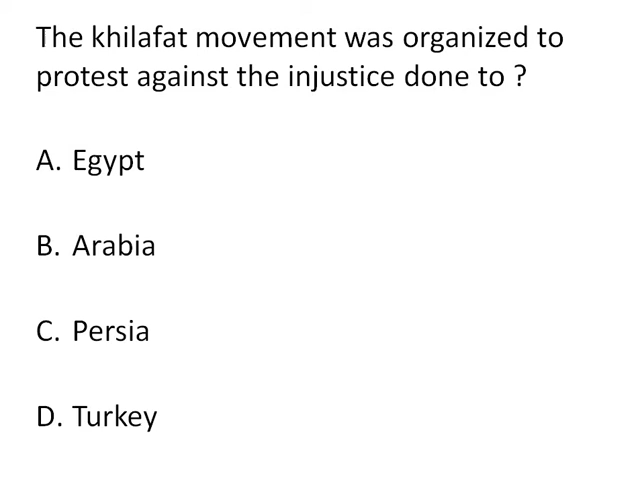 The khilafat movement was organized to
protest against the injustice done to ?
A. Egypt
B. Arabia
C. Persia
D. Turkey